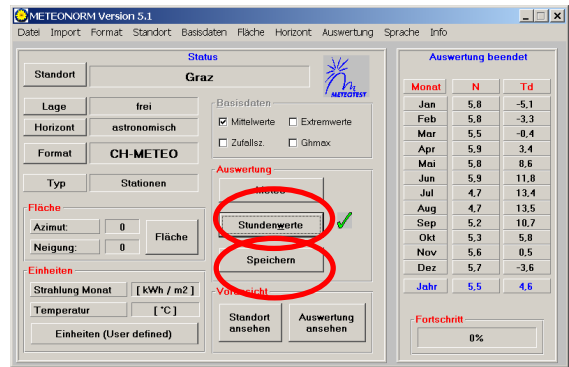 METEONORM Version 5.1
Datei Import Format Standort Basisdaten Fläche Horizont Auswertung Sprache Info
Status
Standort Graz
METEOTEST
Lage frei
Horizont astronomisch
Format CH-METEO
Typ Stationen
Basisdaten
Mittelwerte Extremwerte
Zufallsz. Ghmax
Auswertung
Meteo
Stundenwerte
Speichern
Fläche
Azimut: 0
Neigung: 0
Fläche
Einheiten
Strahlung Monat [ kWh / m2 ]
Temperatur [ °C ]
Einheiten (User defined)
Voransicht
Standort ansehen
Auswertung ansehen
Auswertung beendet
Monat N Td
Jan 5,8 -5,1
Feb 5,8 -3,3
Mar 5,5 -0,4
Apr 5,9 3,4
Mai 5,8 8,6
Jun 5,9 11,8
Jul 4,7 13,4
Aug 4,7 13,5
Sep 5,2 10,7
Okt 5,3 5,8
Nov 5,6 0,5
Dez 5,7 -3,6
Jahr 5,5 4,6
Fortschritt
0%